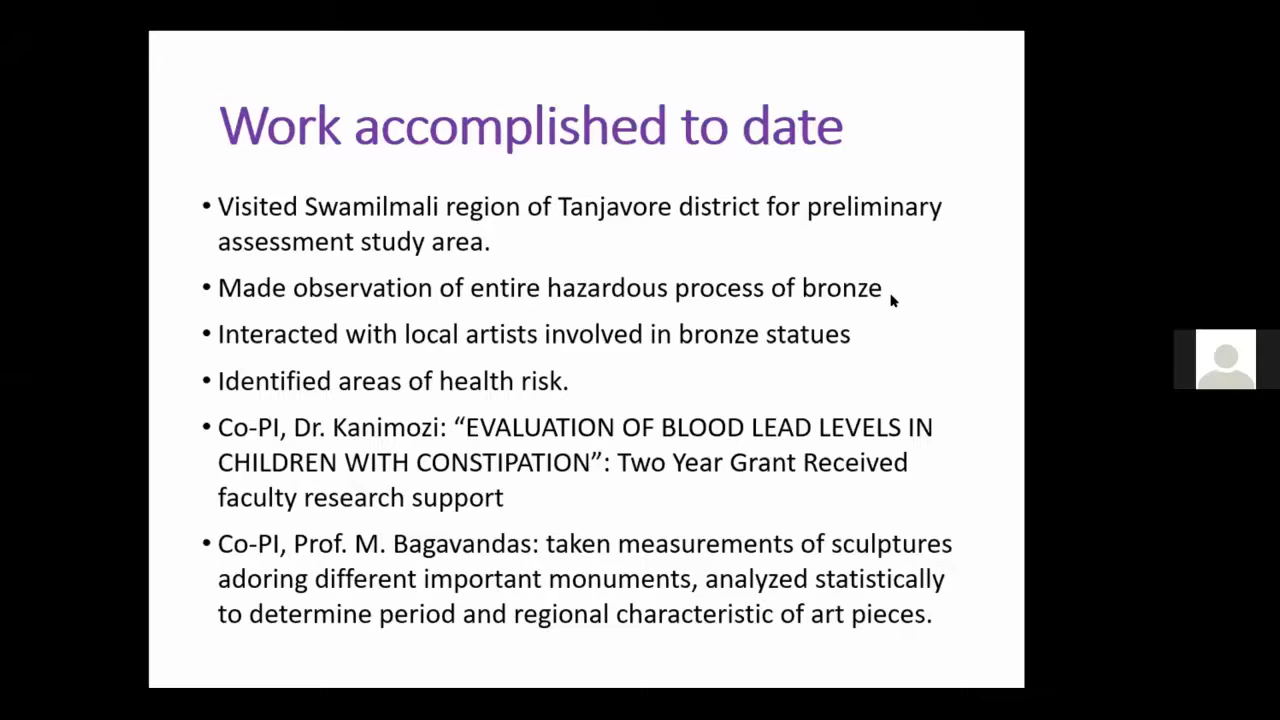 Work accomplished to date
• Visited Swamilmali region of Tanjavore district for preliminary
assessment study area.
• Made observation of entire hazardous process of bronze
• Interacted with local artists involved in bronze statues
• Identified areas of health risk.
• Co-PI, Dr. Kanimozi: “EVALUATION OF BLOOD LEAD LEVELS IN
CHILDREN WITH CONSTIPATION”: Two Year Grant Received
faculty research support
• Co-PI, Prof. M. Bagavandas: taken measurements of sculptures
adoring different important monuments, analyzed statistically
to determine period and regional characteristic of art pieces.